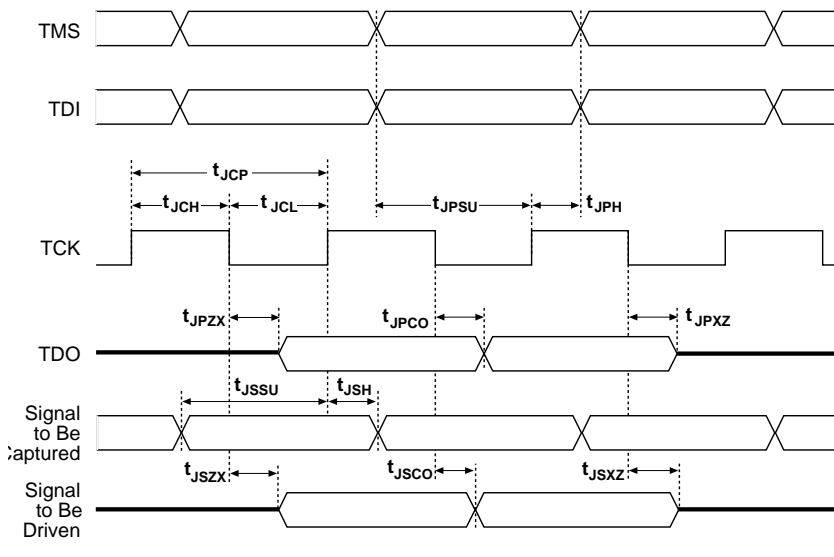 TMS
TDI
tJCP
tJCH tJCL tJPSU tJPH
TCK
tJPZX tJPCO tJPXZ
TDO
tJSSU tJSH
Signal
to Be
Captured
tJSZX tJSCO tJSXZ
Signal
to Be
Driven